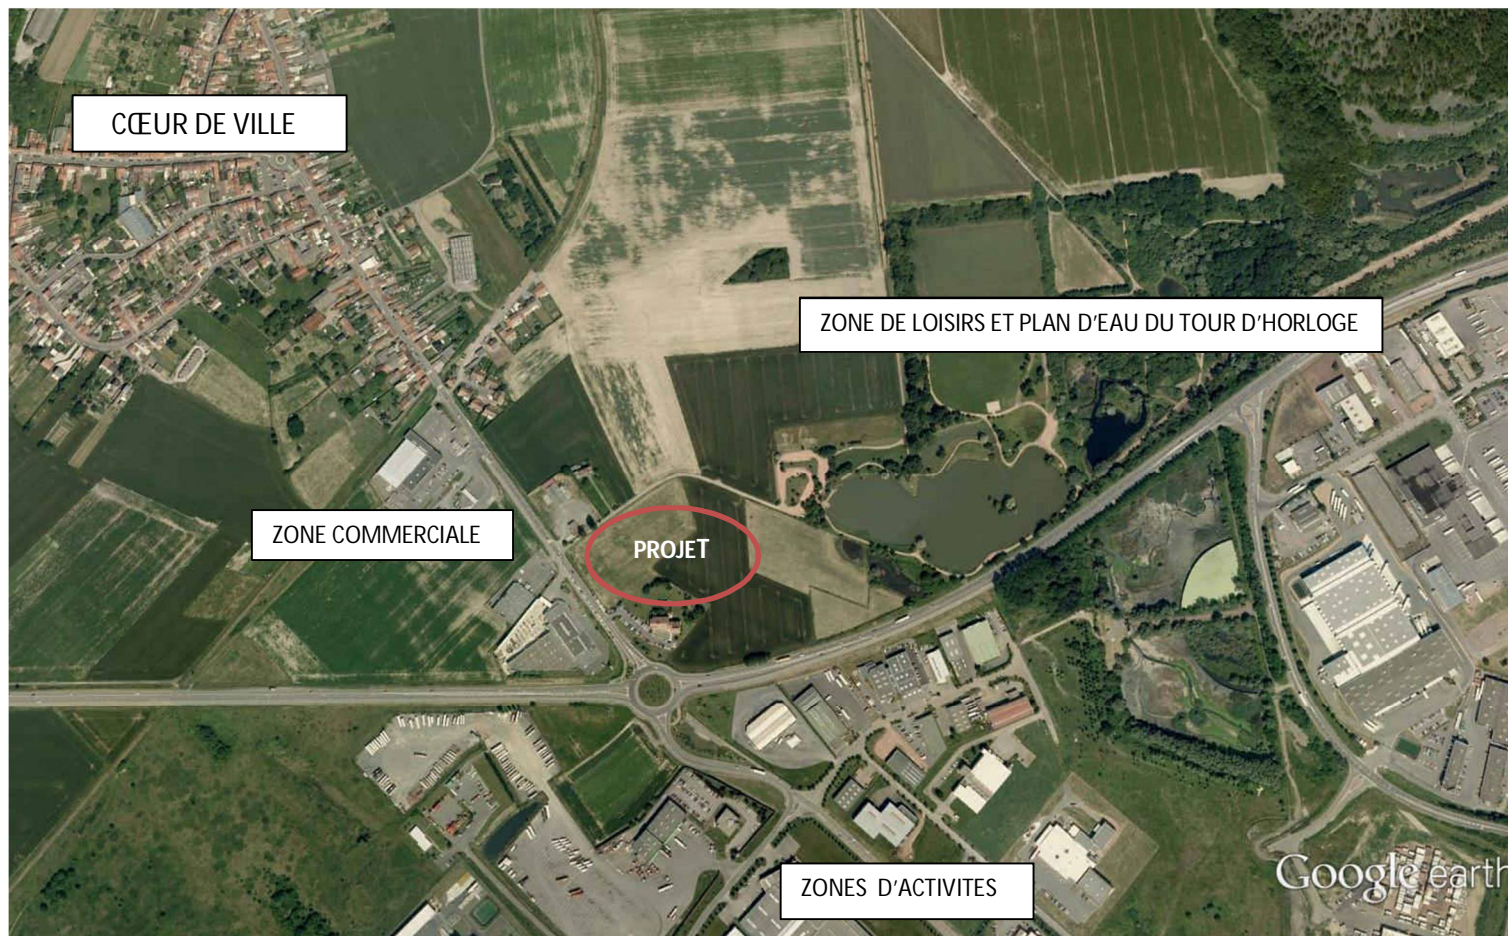 CŒUR DE VILLE
ZONE DE LOISIRS ET PLAN D'EAU DU TOUR D'HORLOGE
ZONE COMMERCIALE
PROJET
ZONES D'ACTIVITES
Google earth